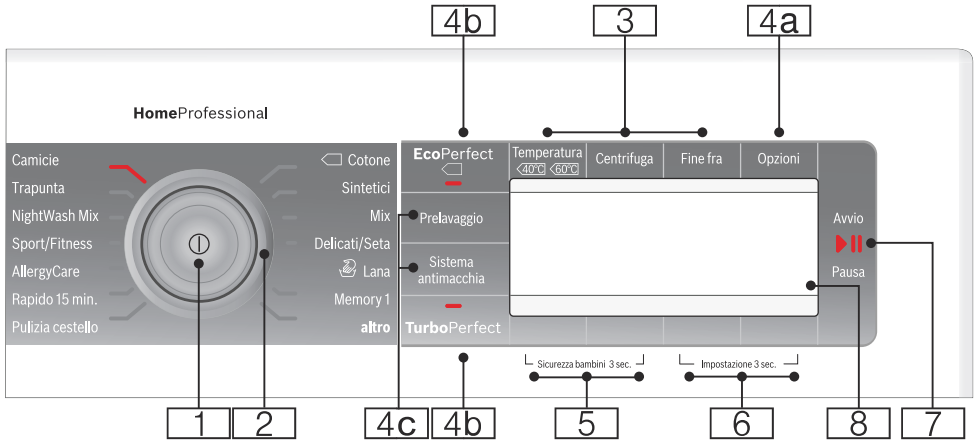 4b
3
4a
HomeProfessional
Camicie
Trapunta
NightWash Mix
Sport/Fitness
AllergyCare
Rapido 15 min.
Pulizia cestello
Cotone
Sintetici
Mix
Delicati/Seta
Lana
Memory 1
altro
EcoPerfect
Prelavaggio
Sistema
antimacchia
TurboPerfect
Temperatura
40°C 60°C
Centrifuga
Fine fra
Opzioni
Avvio
Pausa
Sicurezza bambini 3 sec.
Impostazione 3 sec.
1
2
4c
4b
5
6
8
7